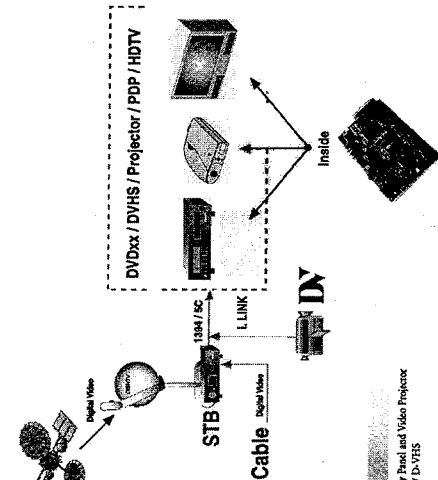 DVDxx / DVHS / Projector / PDP / HDTV
Inside
1394 / 5C
I. LINK
DV
Digital Video
STB
Cable
Digital Video
Panel and Video Projector
/ D-VHS